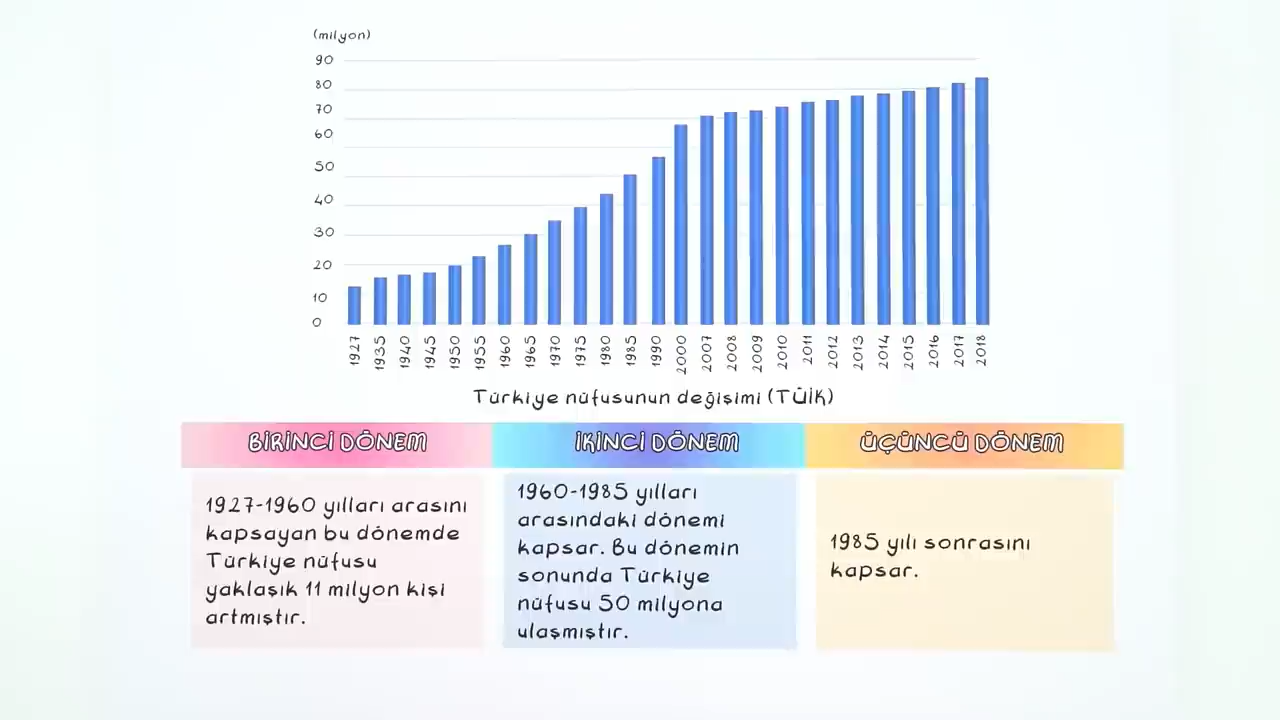 (milyon)
90
80
70
60
50
40
30
20
10
0
1927 1935 1940 1945 1950 1955 1960 1965 1970 1975 1980 1985 1990 2000 2007 2008 2009 2010 2011 2012 2013 2014 2015 2016 2017 2018
Türkiye nüfusunun değişimi (TÜİK)
BİRİNCİ DÖNEM
1927-1960 yılları arasını
kapsayan bu dönemde
Türkiye nüfusu
yaklaşık 11 milyon kişi
artmıştır.
İKİNCİ DÖNEM
1960-1985 yılları
arasındaki dönemi
kapsar. Bu dönemin
sonunda Türkiye
nüfusu 50 milyona
ulaşmıştır.
ÜÇÜNCÜ DÖNEM
1985 yılı sonrasını
kapsar.